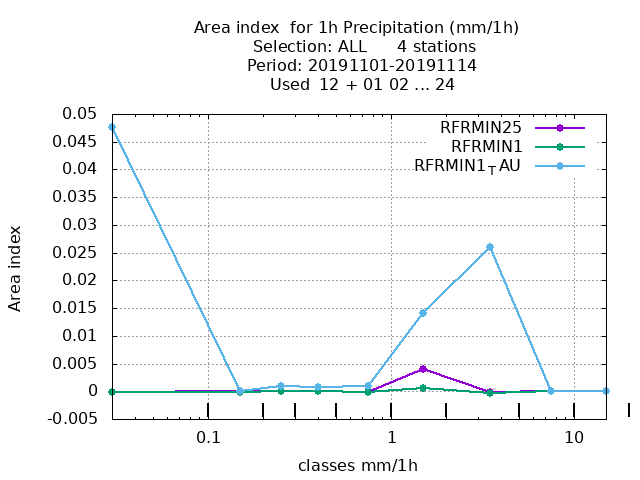 Area index  for 1h Precipitation (mm/1h)
Selection: ALL      4 stations
Period: 20191101-20191114
Used  12 + 01 02 ... 24
0.05
0.045
0.04
0.035
0.03
0.025
0.02
0.015
0.01
0.005
0
-0.005
Area index
RFRMIN25
RFRMIN1
RFRMIN1TAU
0.1
1
10
classes mm/1h